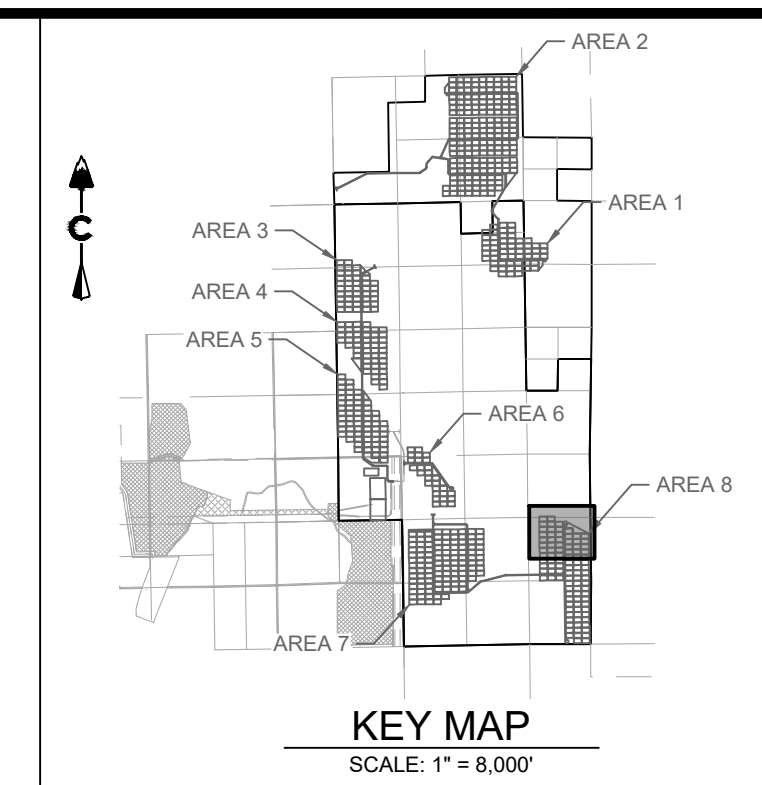 AREA 2
AREA 1
AREA 3
AREA 4
AREA 5
AREA 6
AREA 8
AREA 7
C
KEY MAP
SCALE: 1" = 8,000'